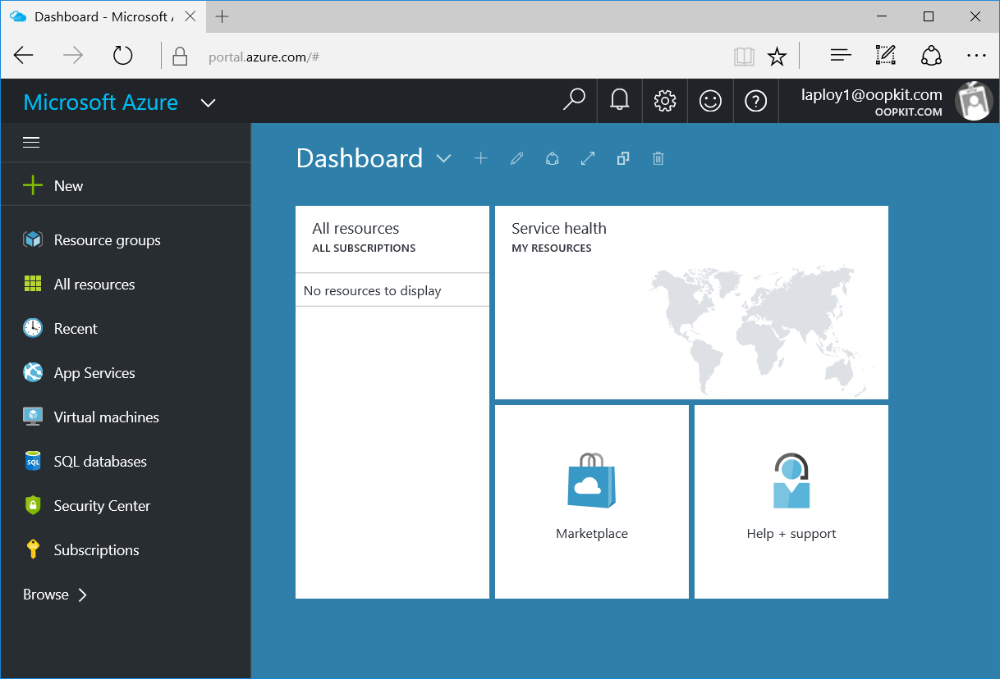 Dashboard - Microsoft A
portal.azure.com/#
Microsoft Azure
laploy1@oopkit.com
OOPKIT.COM
New
Resource groups
All resources
Recent
App Services
Virtual machines
SQL
SQL databases
Security Center
Subscriptions
Browse
Dashboard
All resources
ALL SUBSCRIPTIONS
No resources to display
Service health
MY RESOURCES
Marketplace
Help + support